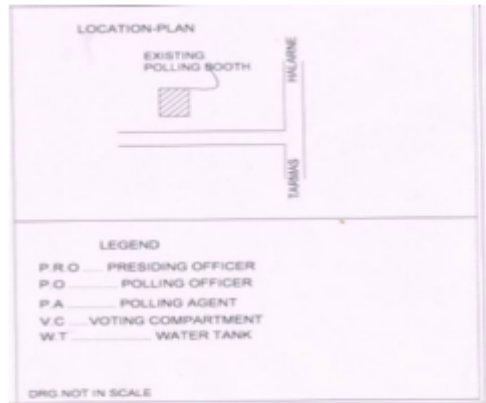 LOCATION-PLAN
EXISTING
POLLING BOOTH
HALARNE
TARMAS
LEGEND
P.R.O ..... PRESIDING OFFICER
P.O ............... POLLING OFFICER
P.A ............... POLLING AGENT
V.C .....VOTING COMPARTMENT
W.T ......................... WATER TANK
DRG.NOT IN SCALE